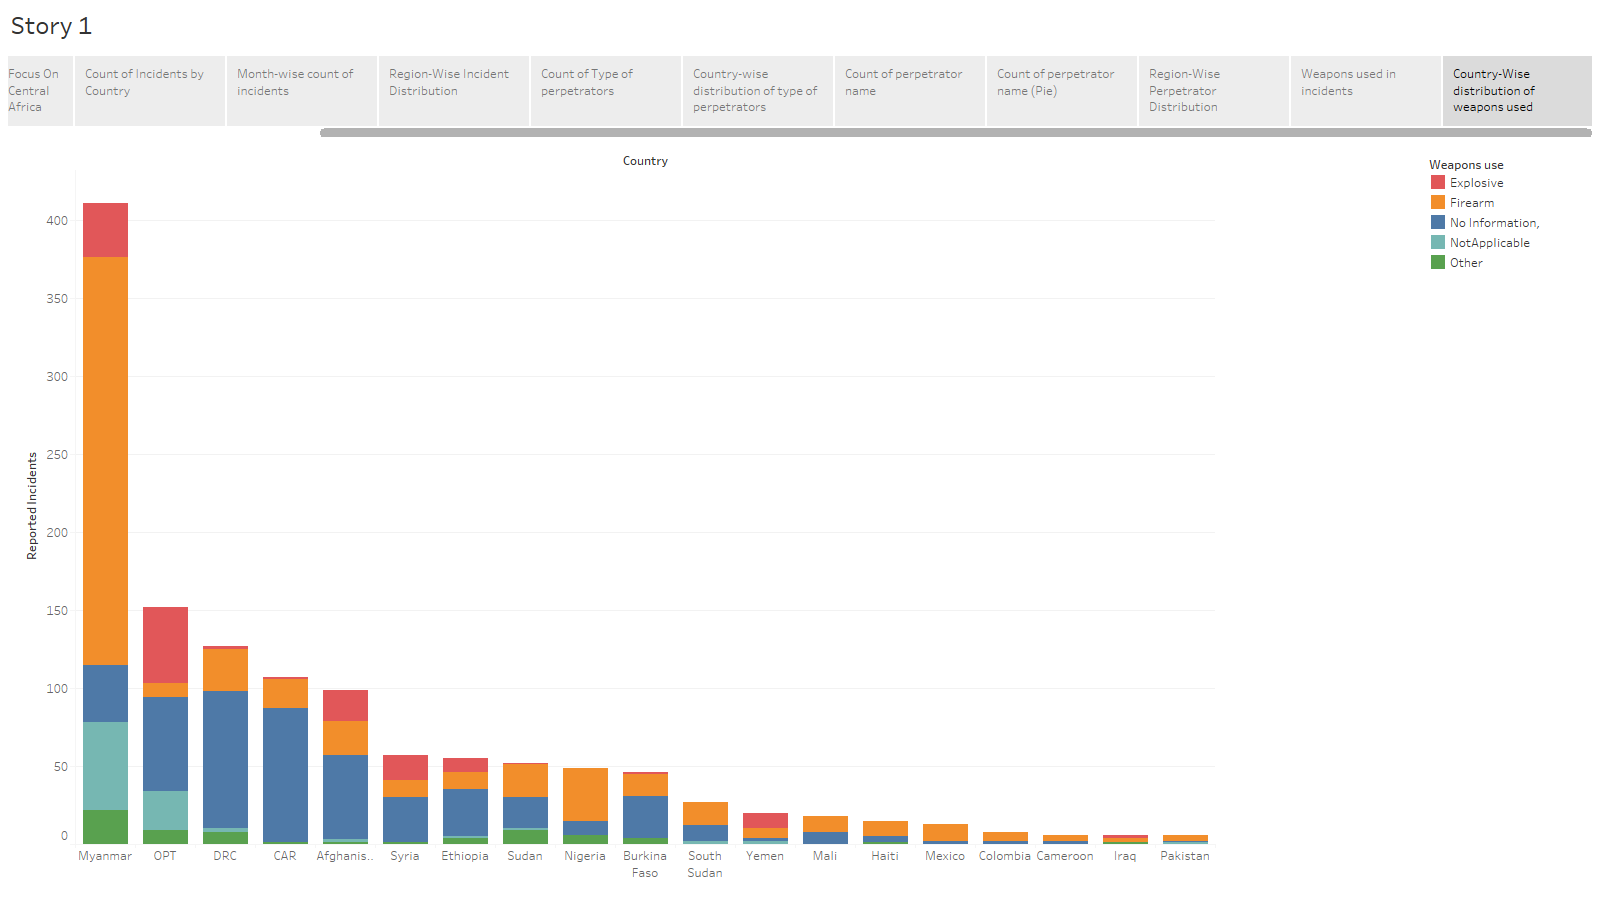 Story 1
Focus On
Central
Africa
Count of Incidents by
Country
Month-wise count of
incidents
Region-Wise Incident
Distribution
Count of Type of
perpetrators
Country-wise
distribution of type of
perpetrators
Count of perpetrator
name
Count of perpetrator
name (Pie)
Region-Wise
Perpetrator
Distribution
Weapons used in
incidents
Country-Wise
distribution of
weapons used
Country
Weapons use
Explosive
Firearm
No Information,
NotApplicable
Other
Reported Incidents
400
350
300
250
200
150
100
50
0
Myanmar
OPT
DRC
CAR
Afghanis..
Syria
Ethiopia
Sudan
Nigeria
Burkina
Faso
South
Sudan
Yemen
Mali
Haiti
Mexico
Colombia
Cameroon
Iraq
Pakistan